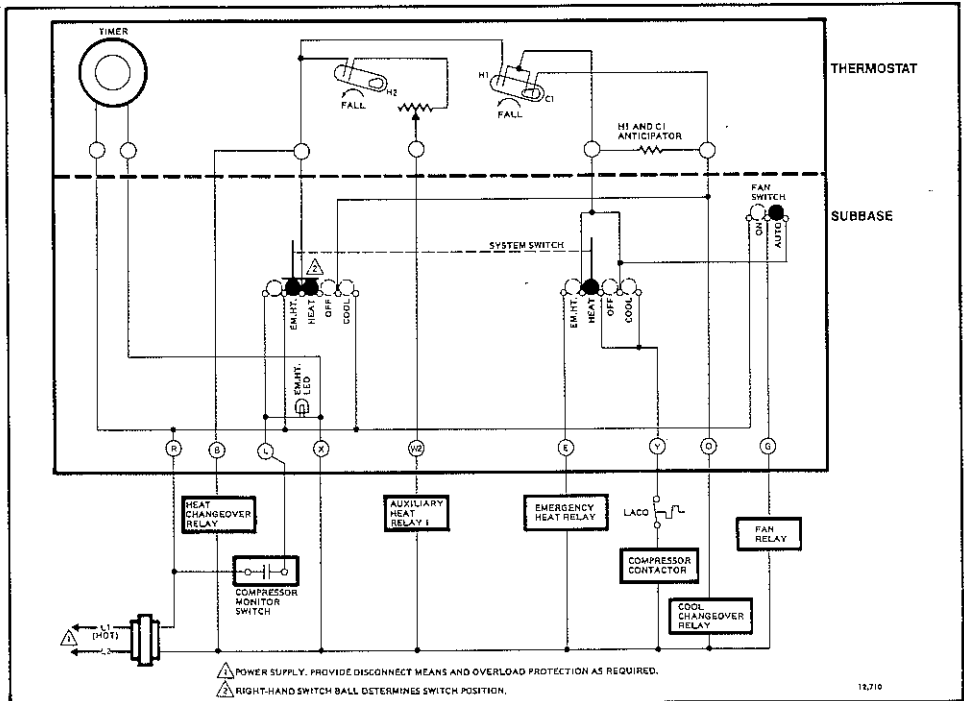 TIMER
THERMOSTAT
H1
H2
C1
FALL
FALL
H1 AND C1
ANTICIPATOR
FAN
SWITCH
SUBBASE
ON
AUTO
SYSTEM SWITCH
2
EM.HT.
HEAT
OFF
COOL
EM.HT.
HEAT
OFF
COOL
EM.HT.
LED
R
B
L
X
W2
E
Y
O
G
HEAT
CHANGEOVER
RELAY
AUXILIARY
HEAT
RELAY 1
EMERGENCY
HEAT RELAY
LACO
FAN
RELAY
COMPRESSOR
CONTACTOR
COMPRESSOR
MONITOR
SWITCH
COOL
CHANGEOVER
RELAY
1
L1
(HOT)
L2
1 POWER SUPPLY. PROVIDE DISCONNECT MEANS AND OVERLOAD PROTECTION AS REQUIRED.
2 RIGHT-HAND SWITCH BALL DETERMINES SWITCH POSITION.
12,710